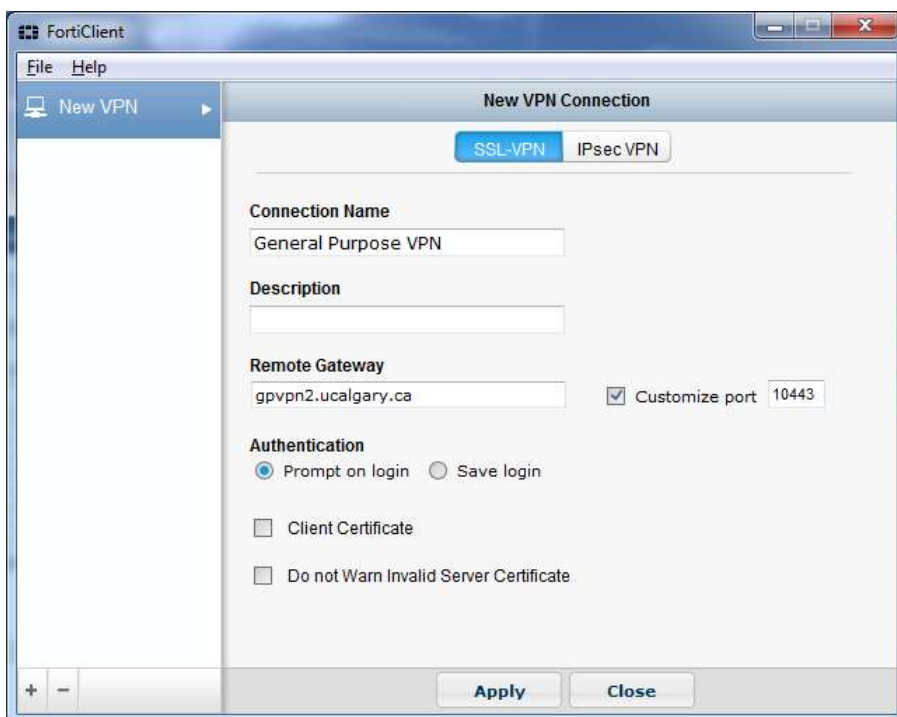 FortiClient
File Help
New VPN
New VPN Connection
SSL-VPN IPsec VPN
Connection Name
General Purpose VPN
Description
Remote Gateway
gpvpn2.ucalgary.ca Customize port 10443
Authentication
Prompt on login Save login
Client Certificate
Do not Warn Invalid Server Certificate
+ − Apply Close